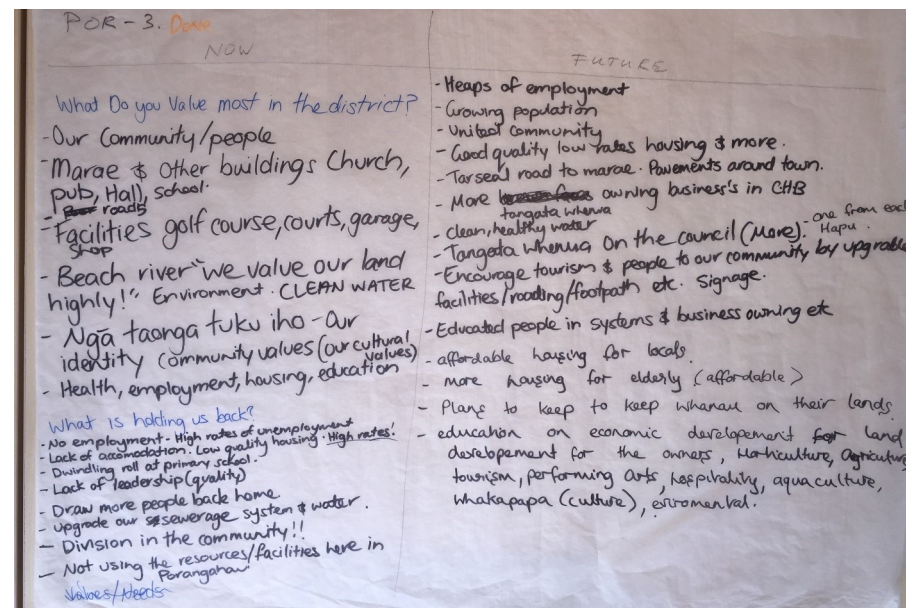 POR - 3. Done
NOW
What Do you Value most in the district?
- Our Community/people
- Marae & Other buildings Church,
pub, Hall, school.
- roads
- Facilities golf course, courts, garage,
shop
- Beach river "we value our land
highly!" Environment. CLEAN WATER
- Ngā taonga tuku iho - Our
identity community values (our cultural
values)
- Health, employment, housing, education
What is holding us back?
- No employment - High rates of unemployment
- Lack of accomodation. Low quality housing. High rates!
- Dwindling roll at primary school.
- Lack of leadership (quality)
- Draw more people back home
- upgrade our sewerage system & water.
- Division in the community!!
- Not using the resources/facilities here in
Porangahau
Values/Needs
FUTURE
- Heaps of employment
- Growing population
- United community
- Good quality low rates housing & more.
- Tarseal road to marae. Pavements around town.
- More owning business's in CHB
tangata whenua
- clean, healthy water
- Tangata whenua on the council (More). - one from each
Hapu.
- Encourage tourism & people to our community by upgrable
facilities/roading/footpath etc. Signage.
- Educated people in systems & business owning etc
- affordable housing for locals.
- more housing for elderly (affordable)
- Plans to keep to keep whanau on their lands.
- education on economic developement for land
developement for the owners, Horticulture, Agriculture
tourism, performing arts, hospitality, aquaculture,
whakapapa (culture), enviromental.